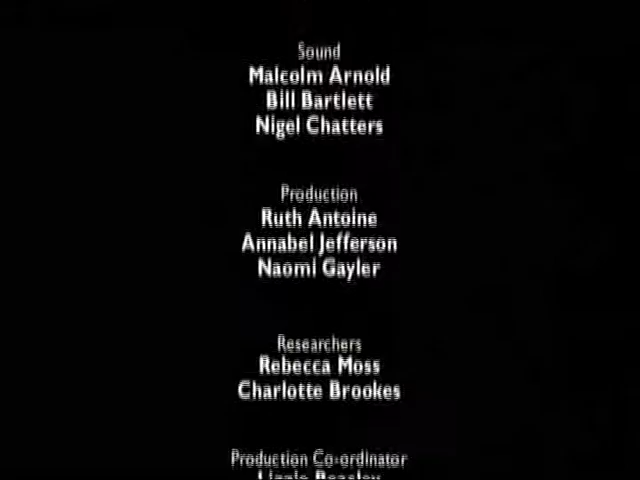 Sound
Malcolm Arnold
Bill Bartlett
Nigel Chatters
Production
Ruth Antoine
Annabel Jefferson
Naomi Gayler
Researchers
Rebecca Moss
Charlotte Brookes
Production Co-ordinator